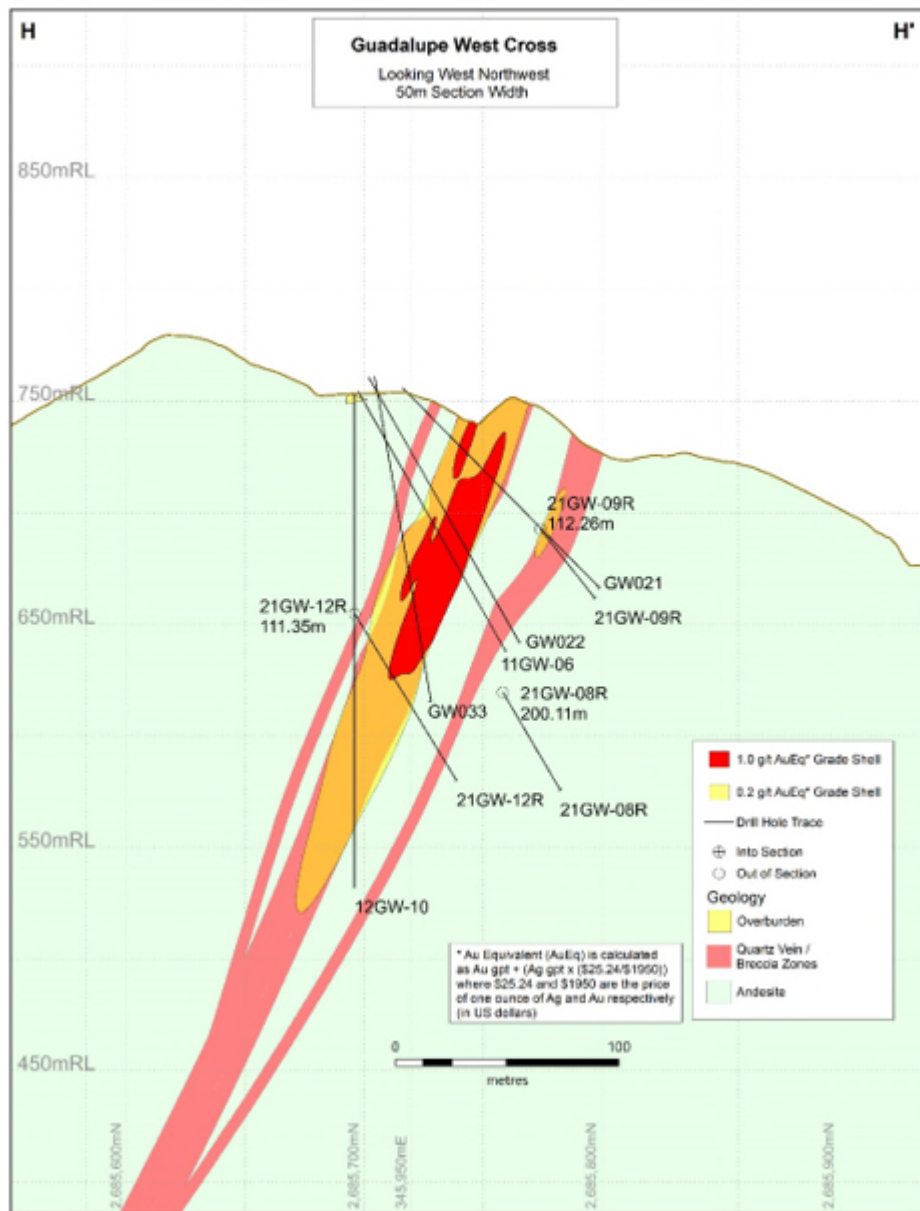 H
H'
Guadalupe West Cross
Looking West Northwest
50m Section Width
850mRL
750mRL
650mRL
550mRL
450mRL
21GW-09R
112.26m
GW021
21GW-09R
21GW-12R
111.35m
GW022
11GW-06
21GW-08R
200.11m
GW033
21GW-12R
21GW-08R
12GW-10
1.0 g/t AuEq* Grade Shell
0.2 g/t AuEq* Grade Shell
Drill Hole Trace
Into Section
Out of Section
Geology
Overburden
Quartz Vein /
Breccia Zones
Andesite
* Au Equivalent (AuEq) is calculated
as Au gpt + (Ag gpt x ($25.24/$1950))
where $25.24 and $1950 are the price
of one ounce of Ag and Au respectively
(in US dollars)
0
100
metres
2,685,600mN
2,685,700mN
345,950mE
2,685,800mN
2,685,900mN